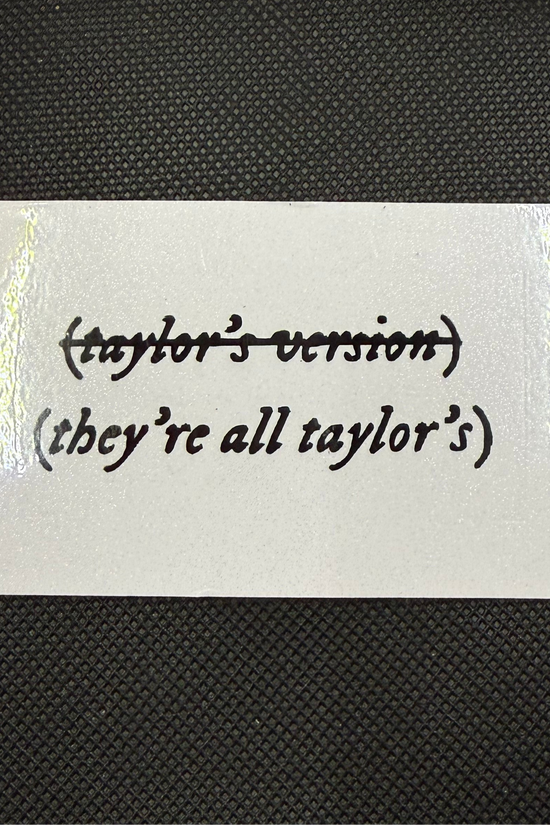 (taylor's version)
(they're all taylor's)